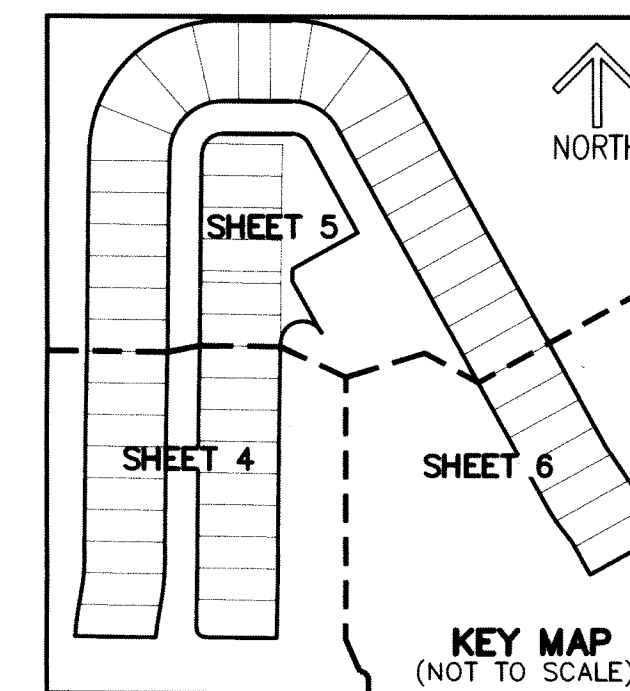 NORTH
SHEET 5
SHEET 4
SHEET 6
KEY MAP
(NOT TO SCALE)